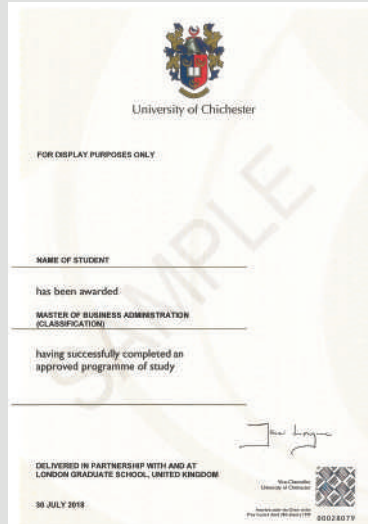 University of Chichester
FOR DISPLAY PURPOSES ONLY
SAMPLE
NAME OF STUDENT
has been awarded
MASTER OF BUSINESS ADMINISTRATION
(CLASSIFICATION)
having successfully completed an
approved programme of study
DELIVERED IN PARTNERSHIP WITH AND AT
LONDON GRADUATE SCHOOL, UNITED KINGDOM
Vice-Chancellor
University of Chichester
30 JULY 2018
00028079